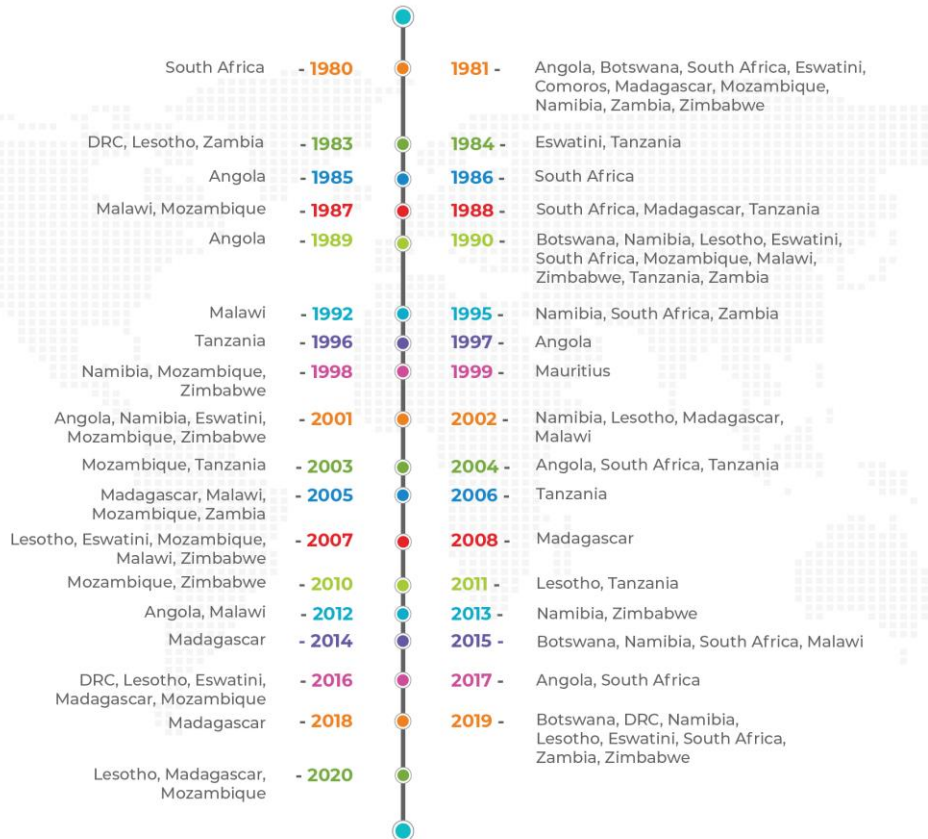 South Africa - 1980
1981 - Angola, Botswana, South Africa, Eswatini,
Comoros, Madagascar, Mozambique,
Namibia, Zambia, Zimbabwe
DRC, Lesotho, Zambia - 1983
1984 - Eswatini, Tanzania
Angola - 1985
1986 - South Africa
Malawi, Mozambique - 1987
1988 - South Africa, Madagascar, Tanzania
Angola - 1989
1990 - Botswana, Namibia, Lesotho, Eswatini,
South Africa, Mozambique, Malawi,
Zimbabwe, Tanzania, Zambia
Malawi - 1992
1995 - Namibia, South Africa, Zambia
Tanzania - 1996
1997 - Angola
Namibia, Mozambique, - 1998
Zimbabwe
1999 - Mauritius
Angola, Namibia, Eswatini, - 2001
Mozambique, Zimbabwe
2002 - Namibia, Lesotho, Madagascar,
Malawi
Mozambique, Tanzania - 2003
2004 - Angola, South Africa, Tanzania
Madagascar, Malawi, - 2005
Mozambique, Zambia
2006 - Tanzania
Lesotho, Eswatini, Mozambique, - 2007
Malawi, Zimbabwe
2008 - Madagascar
Mozambique, Zimbabwe - 2010
2011 - Lesotho, Tanzania
Angola, Malawi - 2012
2013 - Namibia, Zimbabwe
Madagascar - 2014
2015 - Botswana, Namibia, South Africa, Malawi
DRC, Lesotho, Eswatini, - 2016
Madagascar, Mozambique
2017 - Angola, South Africa
Madagascar - 2018
2019 - Botswana, DRC, Namibia,
Lesotho, Eswatini, South Africa,
Zambia, Zimbabwe
Lesotho, Madagascar, - 2020
Mozambique